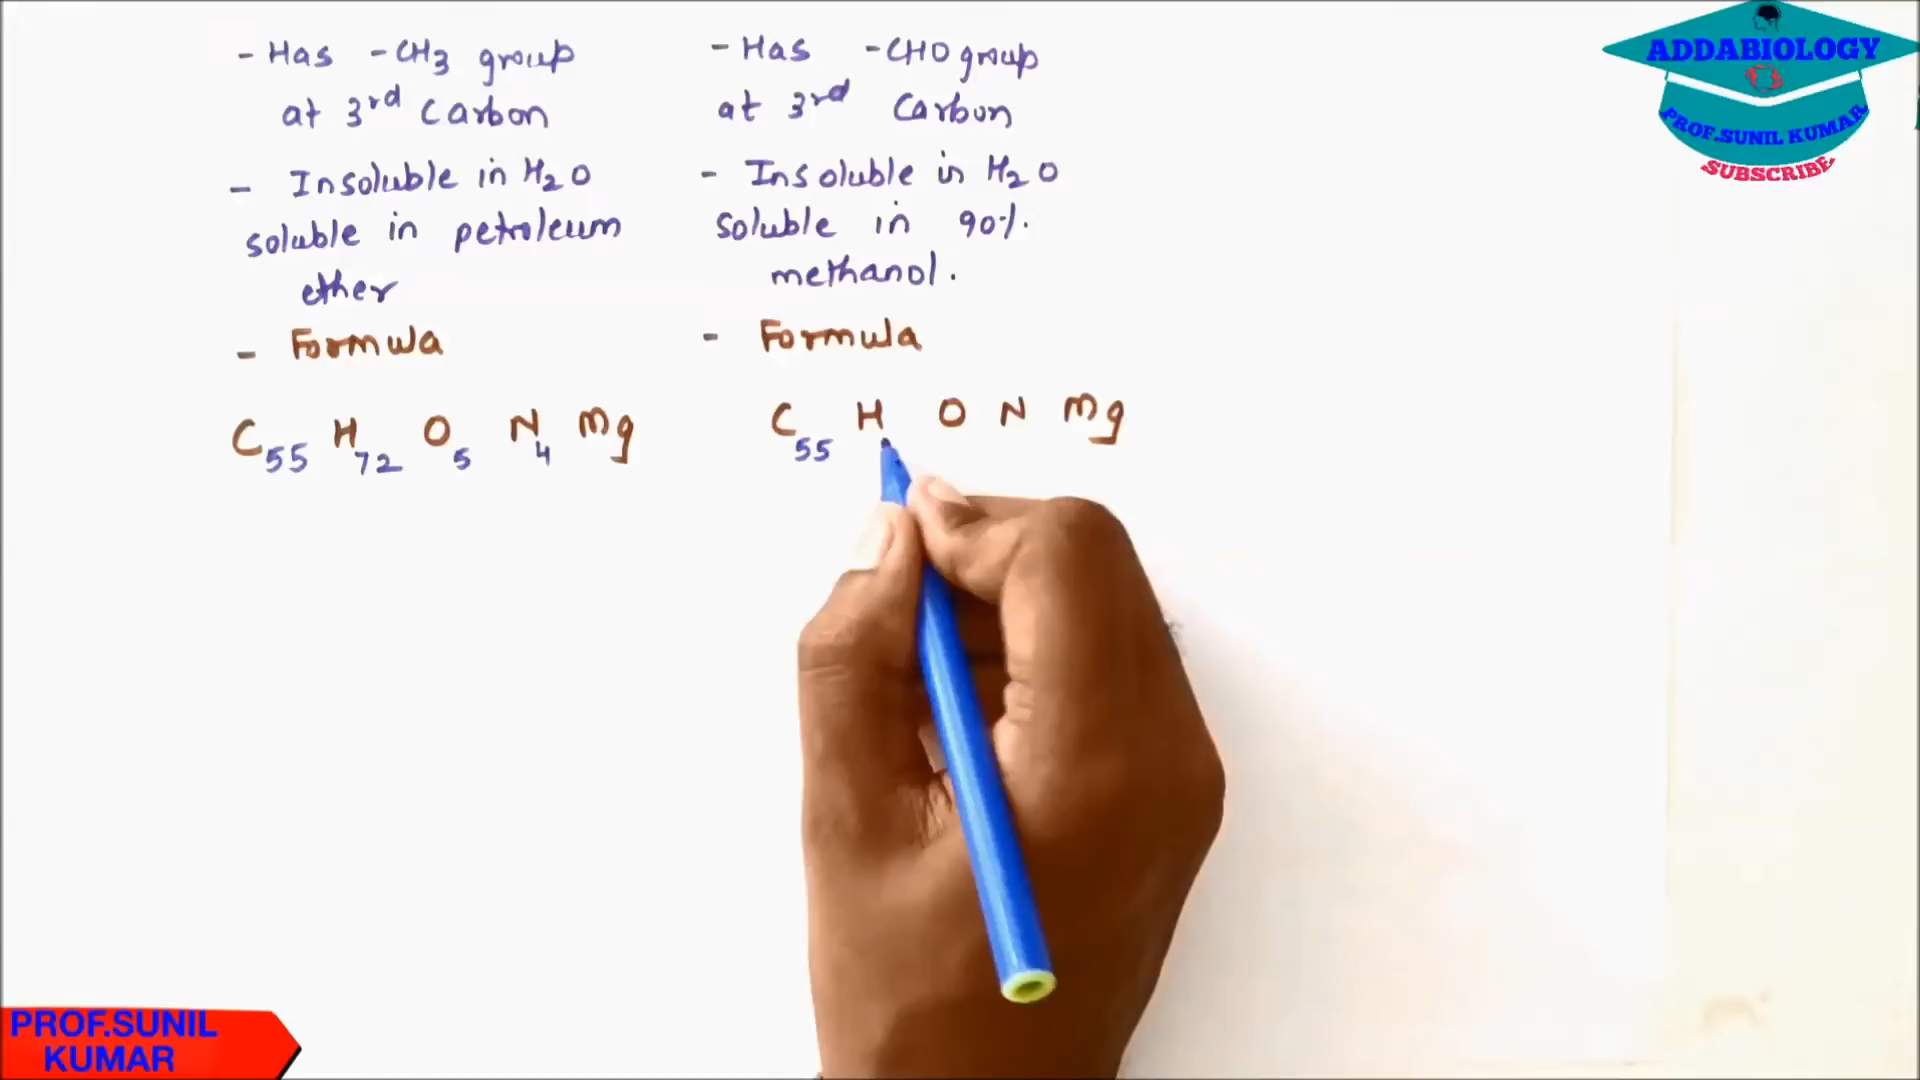 - Has -CH3 group
at 3rd Carbon
- Insoluble in H2O
soluble in petroleum
ether
- Formula
C55 H72 O5 N4 Mg
- Has -CHO group
at 3rd Carbon
- Insoluble in H2O
soluble in 90%.
methanol.
- Formula
C55 H O N Mg
ADDABIOLOGY
PROF.SUNIL KUMAR
SUBSCRIBE
PROF.SUNIL
KUMAR